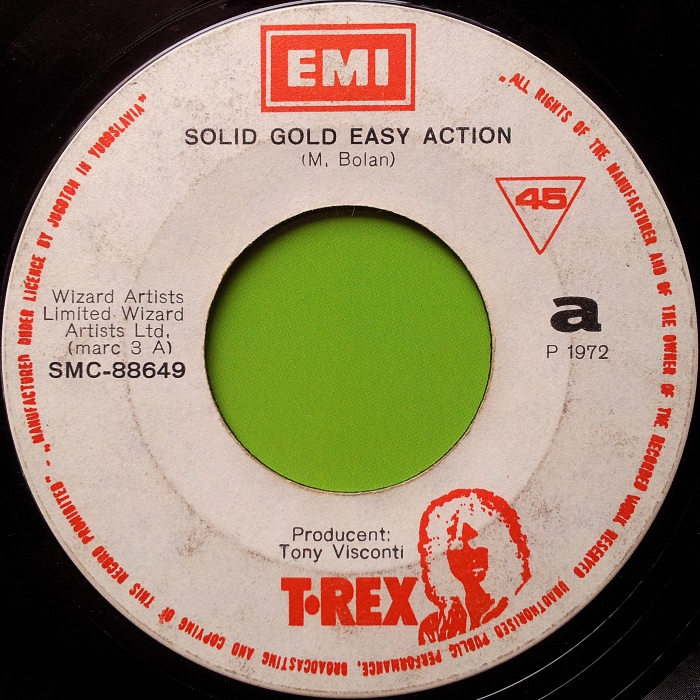 EMI
SOLID GOLD EASY ACTION
(M. Bolan)
45
Wizard Artists
Limited Wizard
Artists Ltd,
(marc 3 A)
SMC-88649
a
P 1972
Producent:
Tony Visconti
T•REX
"ALL RIGHTS OF THE MANUFACTURER AND OF THE OWNER OF THE RECORDED WORK RESERVED UNAUTHORISED PUBLIC PERFORMANCE, BROADCASTING AND COPYING OF THIS RECORD PROHIBITED" - "MANUFACTURED UNDER LICENCE BY JUGOTON IN YUGOSLAVIA"